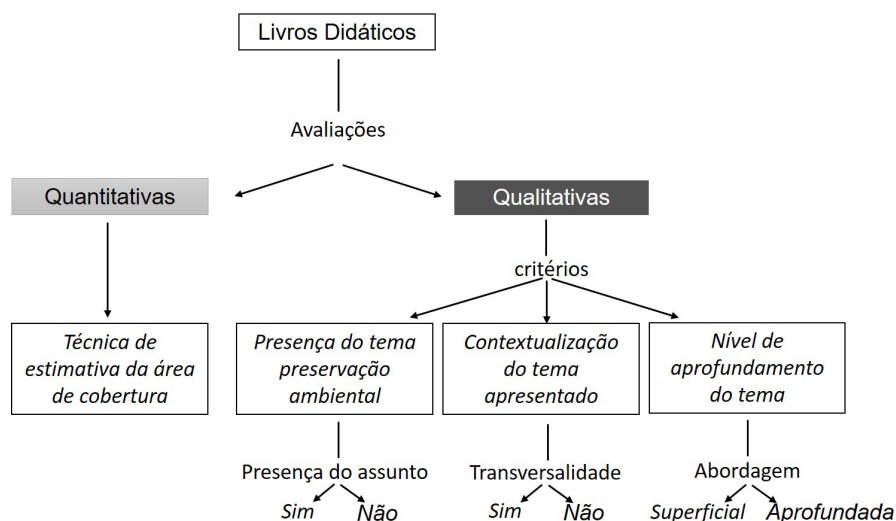 Livros Didáticos
Avaliações
Quantitativas
Qualitativas
critérios
Técnica de
estimativa da área
de cobertura
Presença do tema
preservação
ambiental
Contextualização
do tema
apresentado
Nível de
aprofundamento
do tema
Presença do assunto
Sim Não
Transversalidade
Sim Não
Abordagem
Superficial Aprofundada